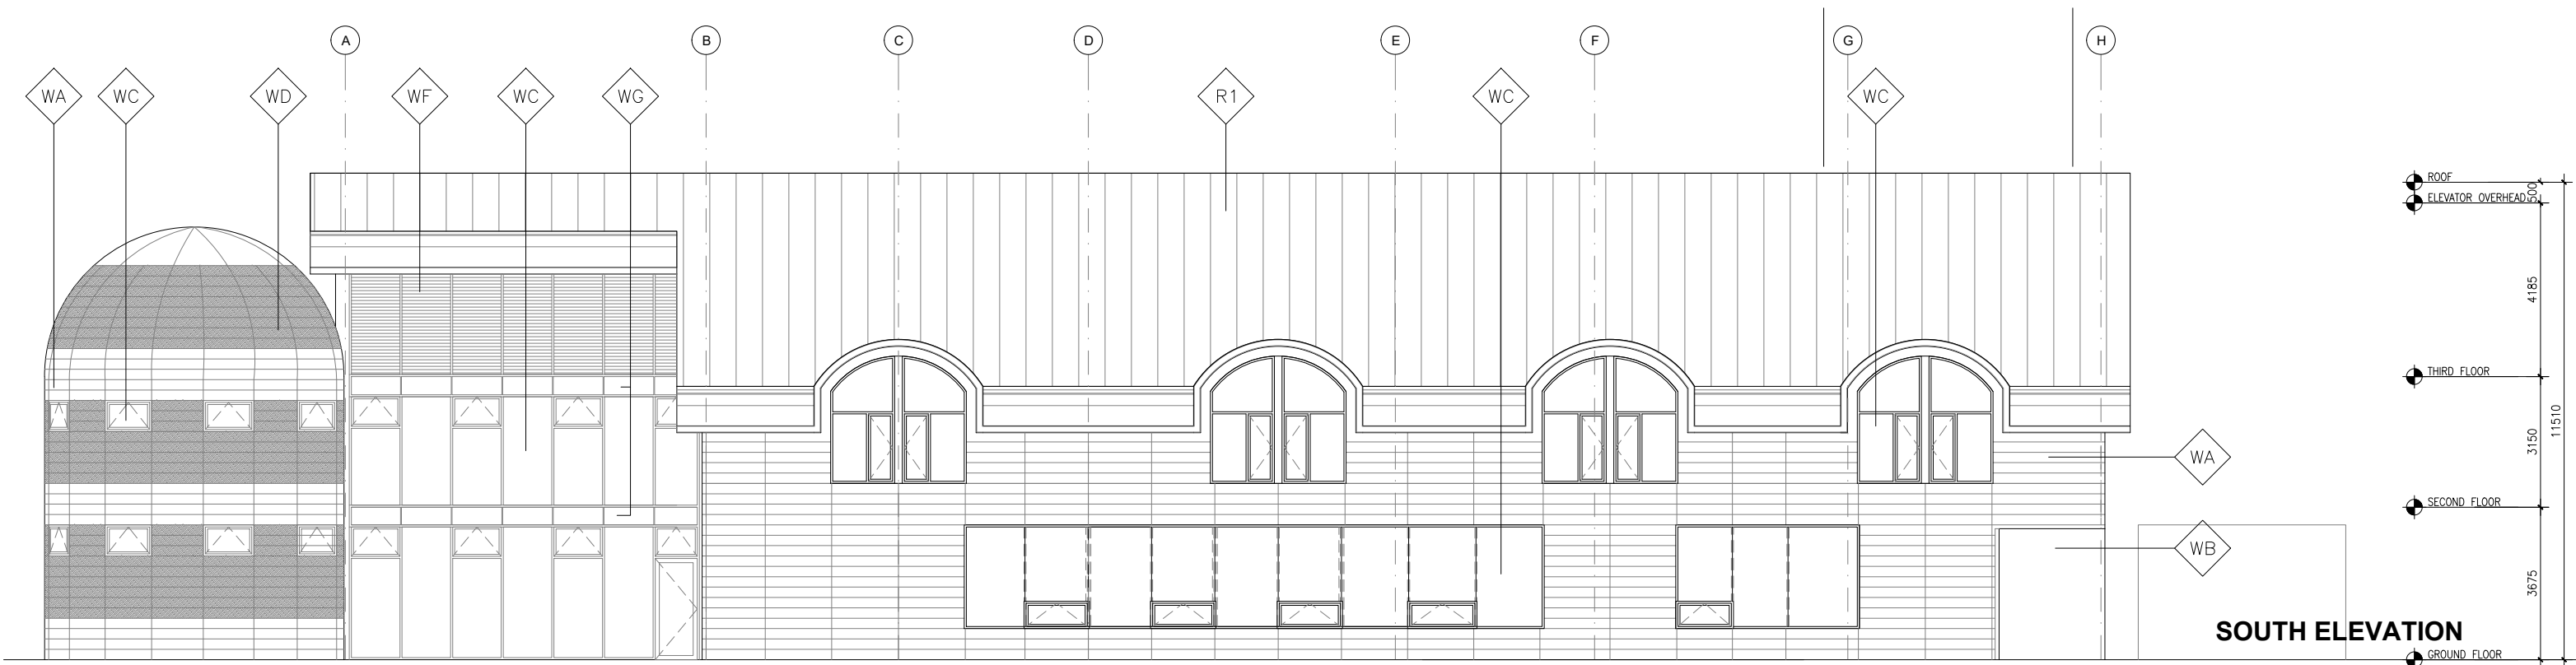 A
B
C
D
E
F
G
H
WA
WC
WD
WF
WC
WG
R1
WC
WC
ROOF
500
ELEVATOR OVERHEAD
4185
THIRD FLOOR
11510
3150
WA
SECOND FLOOR
WB
3675
SOUTH ELEVATION
GROUND FLOOR